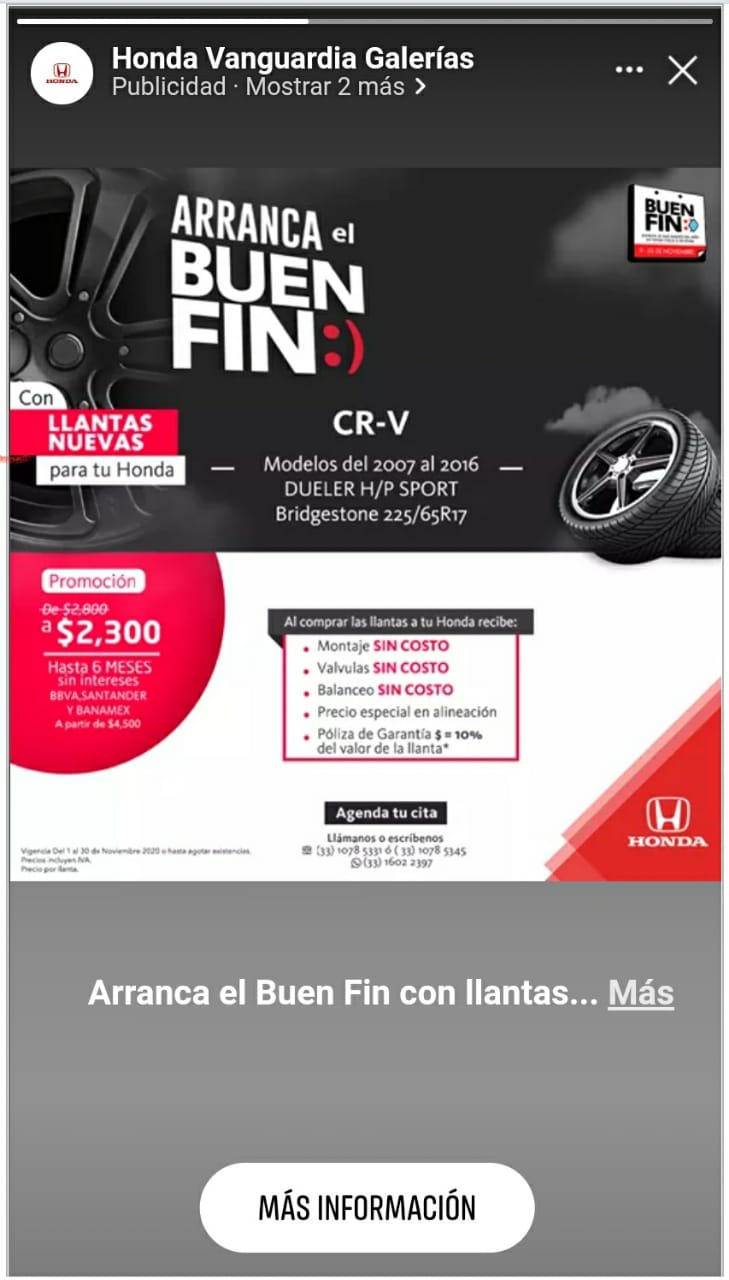 Honda Vanguardia Galerías
Publicidad · Mostrar 2 más >
HONDA
ARRANCA el
BUEN
FIN:)
BUEN
FIN:)
Con
LLANTAS
NUEVAS
para tu Honda
CR-V
— Modelos del 2007 al 2016 —
DUELER H/P SPORT
Bridgestone 225/65R17
Promoción
De $2,800
a $2,300
Hasta 6 MESES
sin intereses
BBVA,SANTANDER
Y BANAMEX
A partir de $4,500
Al comprar las llantas a tu Honda recibe:
• Montaje SIN COSTO
• Valvulas SIN COSTO
• Balanceo SIN COSTO
• Precio especial en alineación
• Póliza de Garantía $ = 10%
del valor de la llanta*
Agenda tu cita
Llámanos o escríbenos
(33) 1078 5331 ó ( 33) 1078 5345
(33) 1602 2397
Vigencia Del 1 al 30 de Noviembre 2020 o hasta agotar existencias.
Precios incluyen IVA.
Precio por llanta.
HONDA
Arranca el Buen Fin con llantas... Más
MÁS INFORMACIÓN